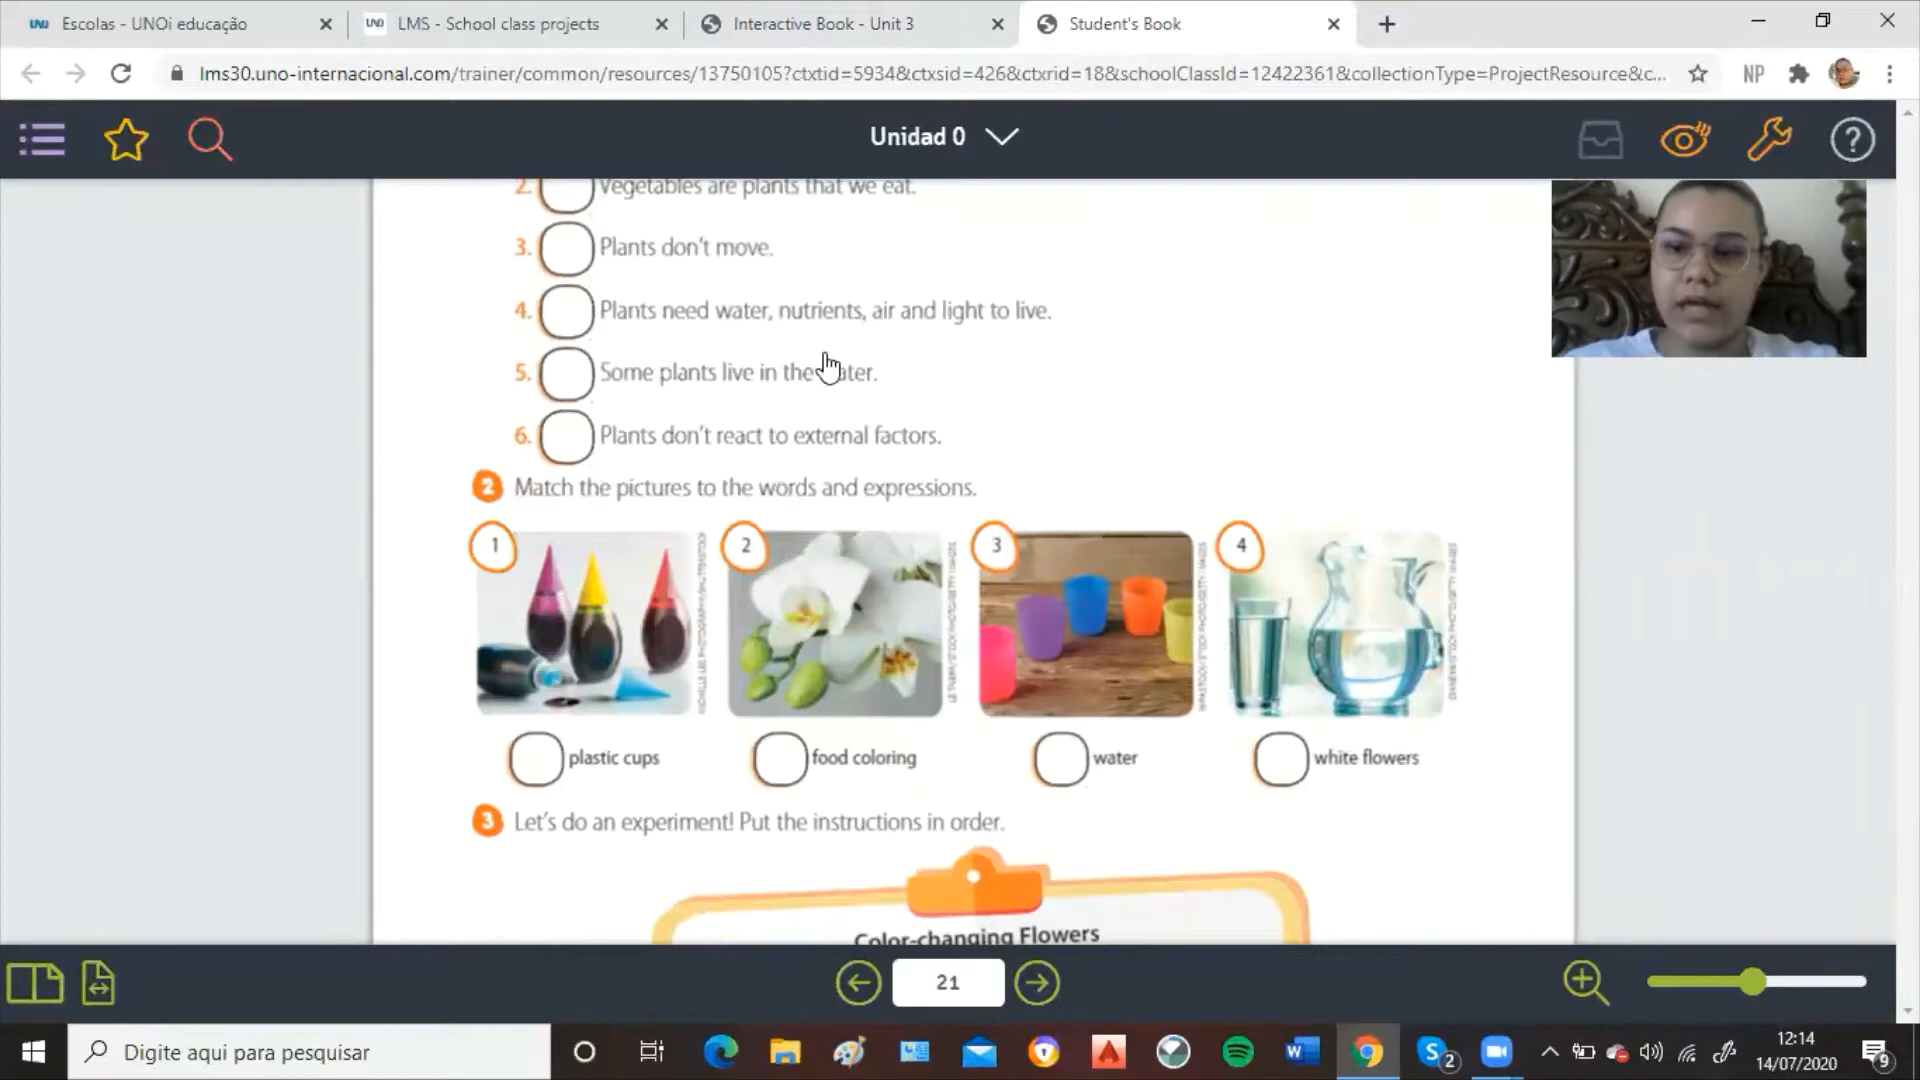 Escolas - UNOi educação
LMS - School class projects
Interactive Book - Unit 3
Student's Book
lms30.uno-internacional.com/trainer/common/resources/13750105?ctxtid=5934&ctxsid=426&ctxrid=18&schoolClassId=12422361&collectionType=ProjectResource&c...
NP
Unidad 0
2. Vegetables are plants that we eat.
3. Plants don't move.
4. Plants need water, nutrients, air and light to live.
5. Some plants live in the ater.
6. Plants don't react to external factors.
2 Match the pictures to the words and expressions.
1 2 3 4
plastic cups food coloring water white flowers
3 Let's do an experiment! Put the instructions in order.
Color-changing Flowers
21
Digite aqui para pesquisar
2
12:14
14/07/2020
9